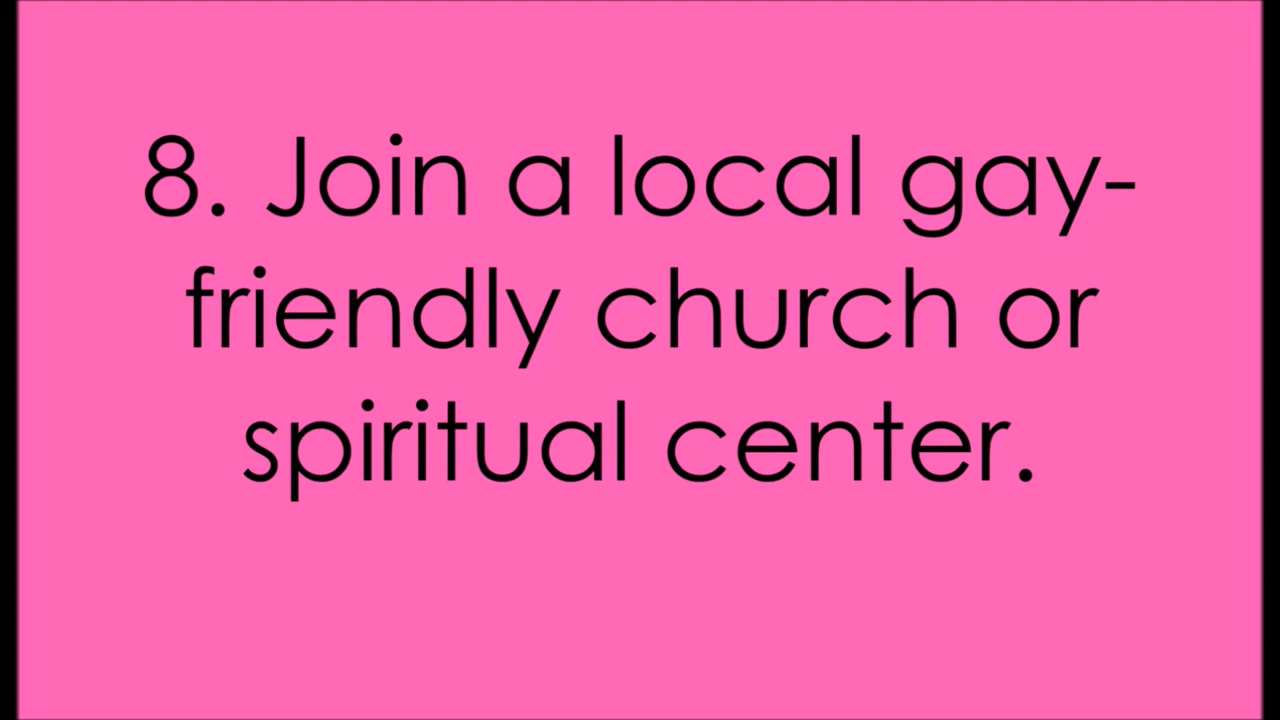 8. Join a local gay-
friendly church or
spiritual center.